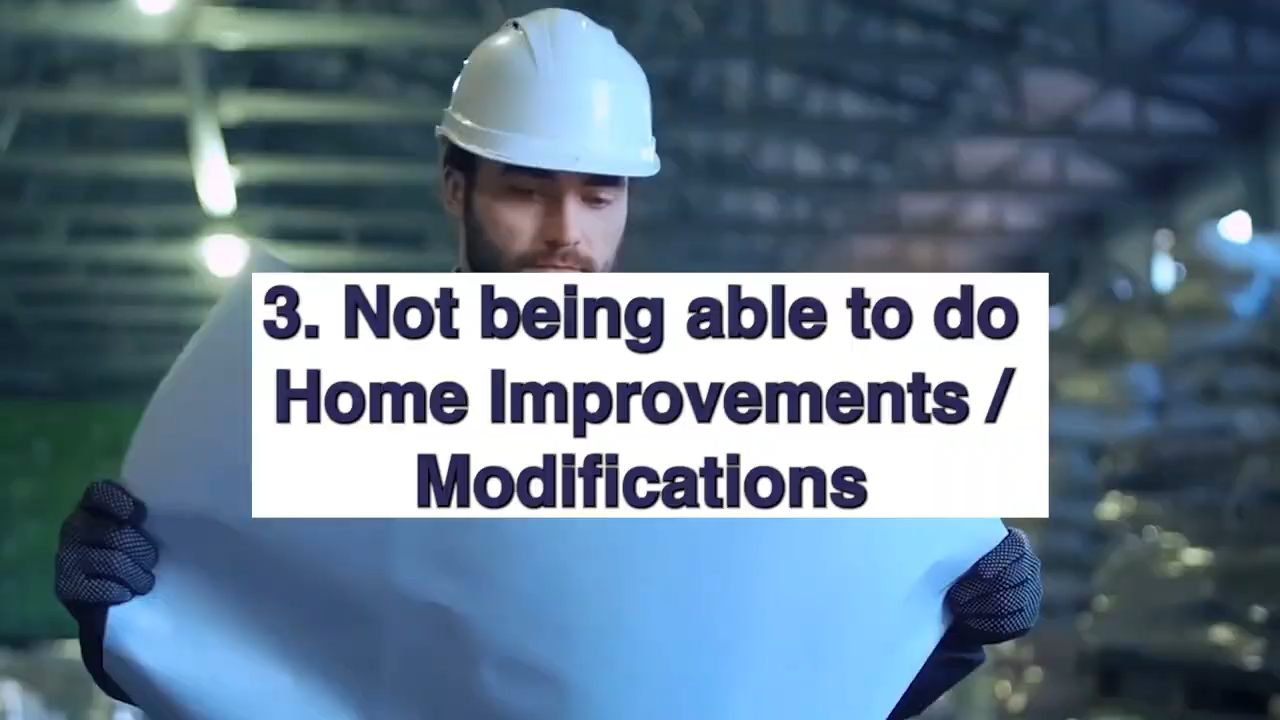 3. Not being able to do
Home Improvements /
Modifications